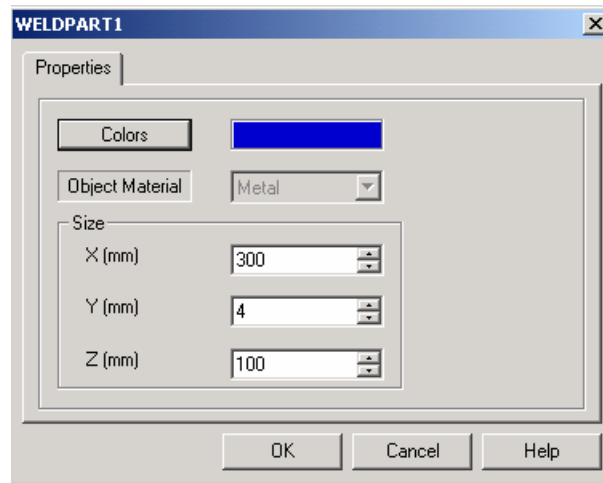 WELDPART1
Properties
Colors
Object Material Metal
Size
X (mm) 300
Y (mm) 4
Z (mm) 100
OK Cancel Help